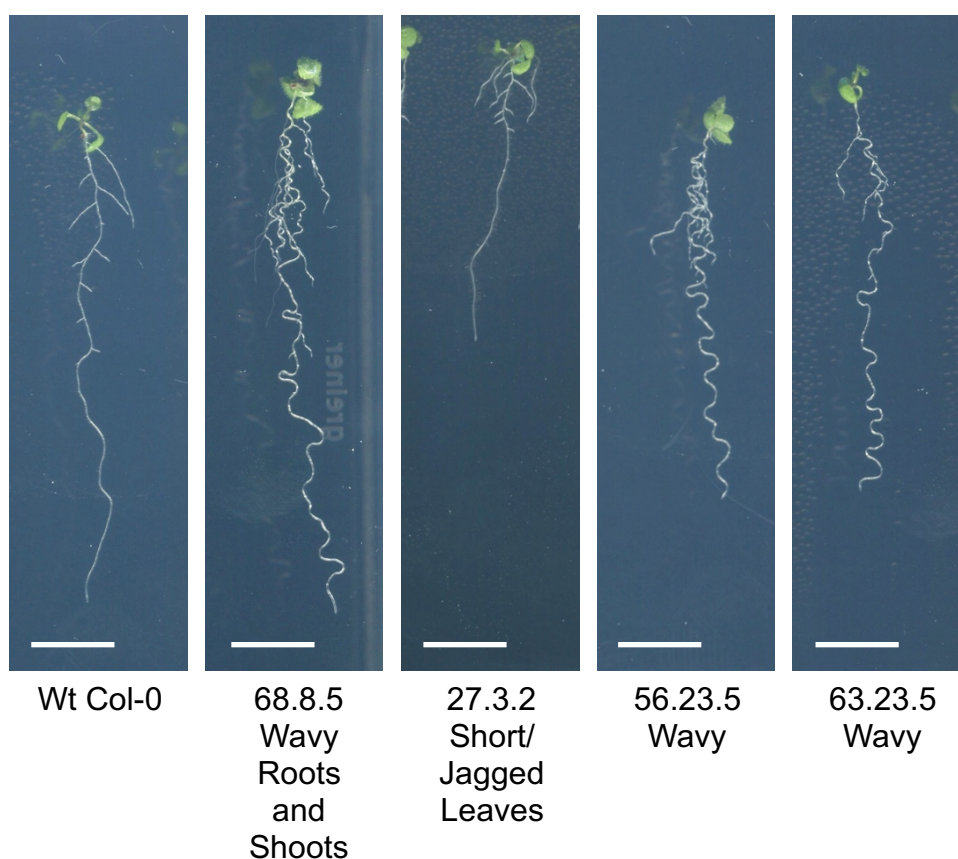 greiner
Wt Col-0
68.8.5
Wavy
Roots
and
Shoots
27.3.2
Short/
Jagged
Leaves
56.23.5
Wavy
63.23.5
Wavy